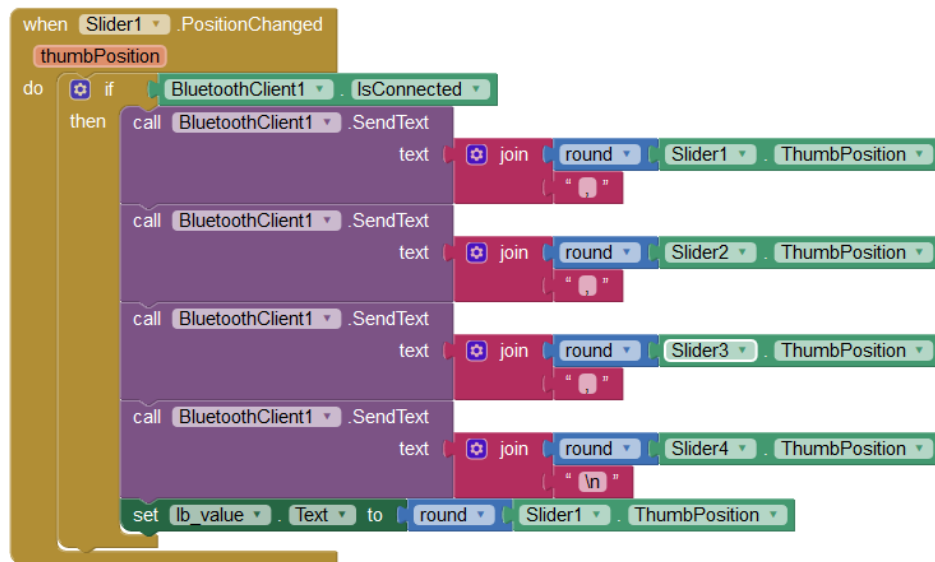 when Slider1 .PositionChanged
thumbPosition
do if BluetoothClient1 . IsConnected
then call BluetoothClient1 .SendText
text join round Slider1 . ThumbPosition
“ , ”
call BluetoothClient1 .SendText
text join round Slider2 . ThumbPosition
“ , ”
call BluetoothClient1 .SendText
text join round Slider3 . ThumbPosition
“ , ”
call BluetoothClient1 .SendText
text join round Slider4 . ThumbPosition
“ \n ”
set lb_value . Text to round Slider1 . ThumbPosition